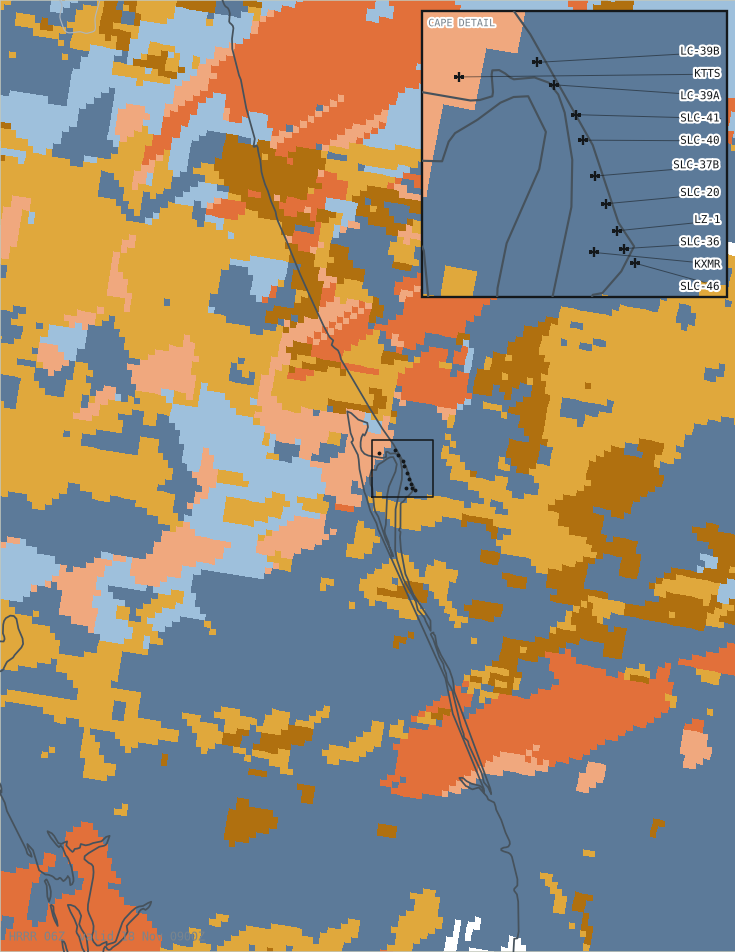 CAPE DETAIL
LC-39B
KTTS
LC-39A
SLC-41
SLC-40
SLC-37B
SLC-20
LZ-1
SLC-36
KXMR
SLC-46